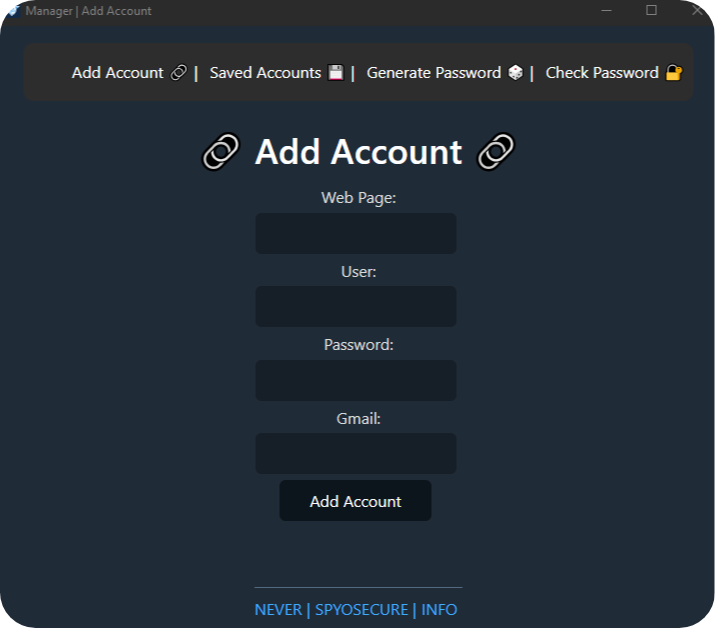 Manager | Add Account
Add Account | Saved Accounts | Generate Password | Check Password
Add Account
Web Page:
User:
Password:
Gmail:
Add Account
NEVER | SPYOSECURE | INFO